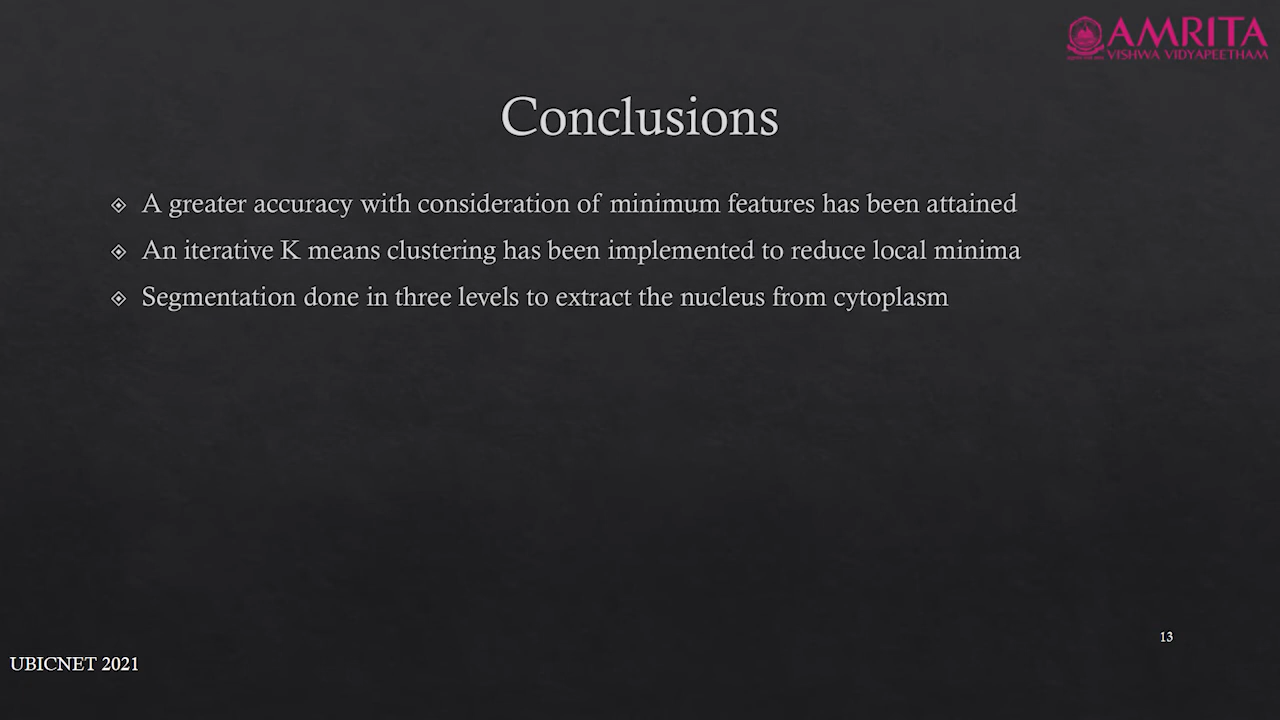 AMRITA
VISHWA VIDYAPEETHAM
Conclusions
A greater accuracy with consideration of minimum features has been attained
An iterative K means clustering has been implemented to reduce local minima
Segmentation done in three levels to extract the nucleus from cytoplasm
13
UBICNET 2021